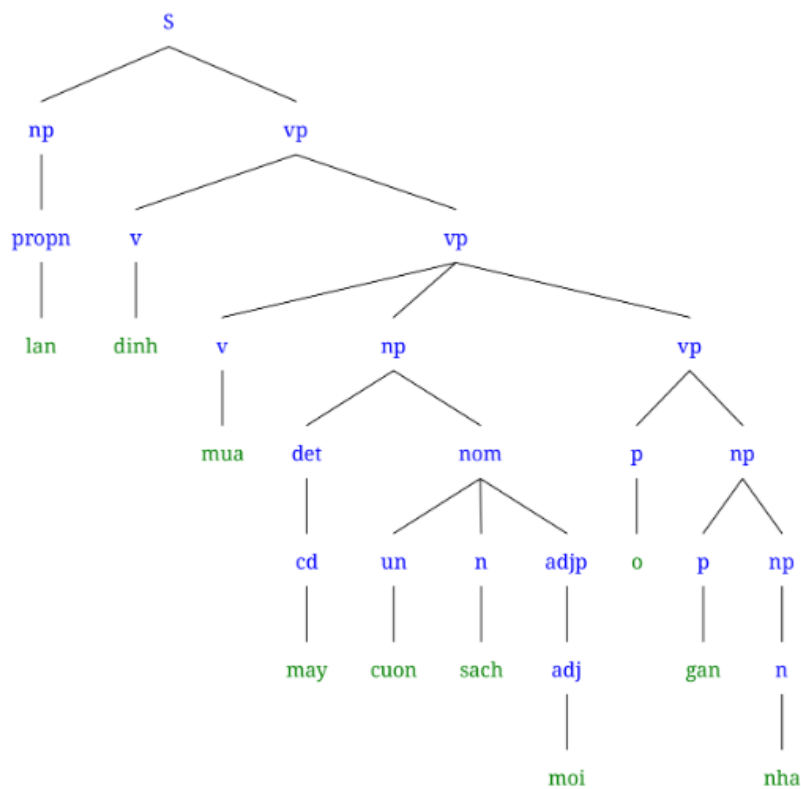 S
np vp
propn v vp
lan dinh v np vp
mua det nom p np
cd un n adjp o p np
may cuon sach adj gan n
moi nha